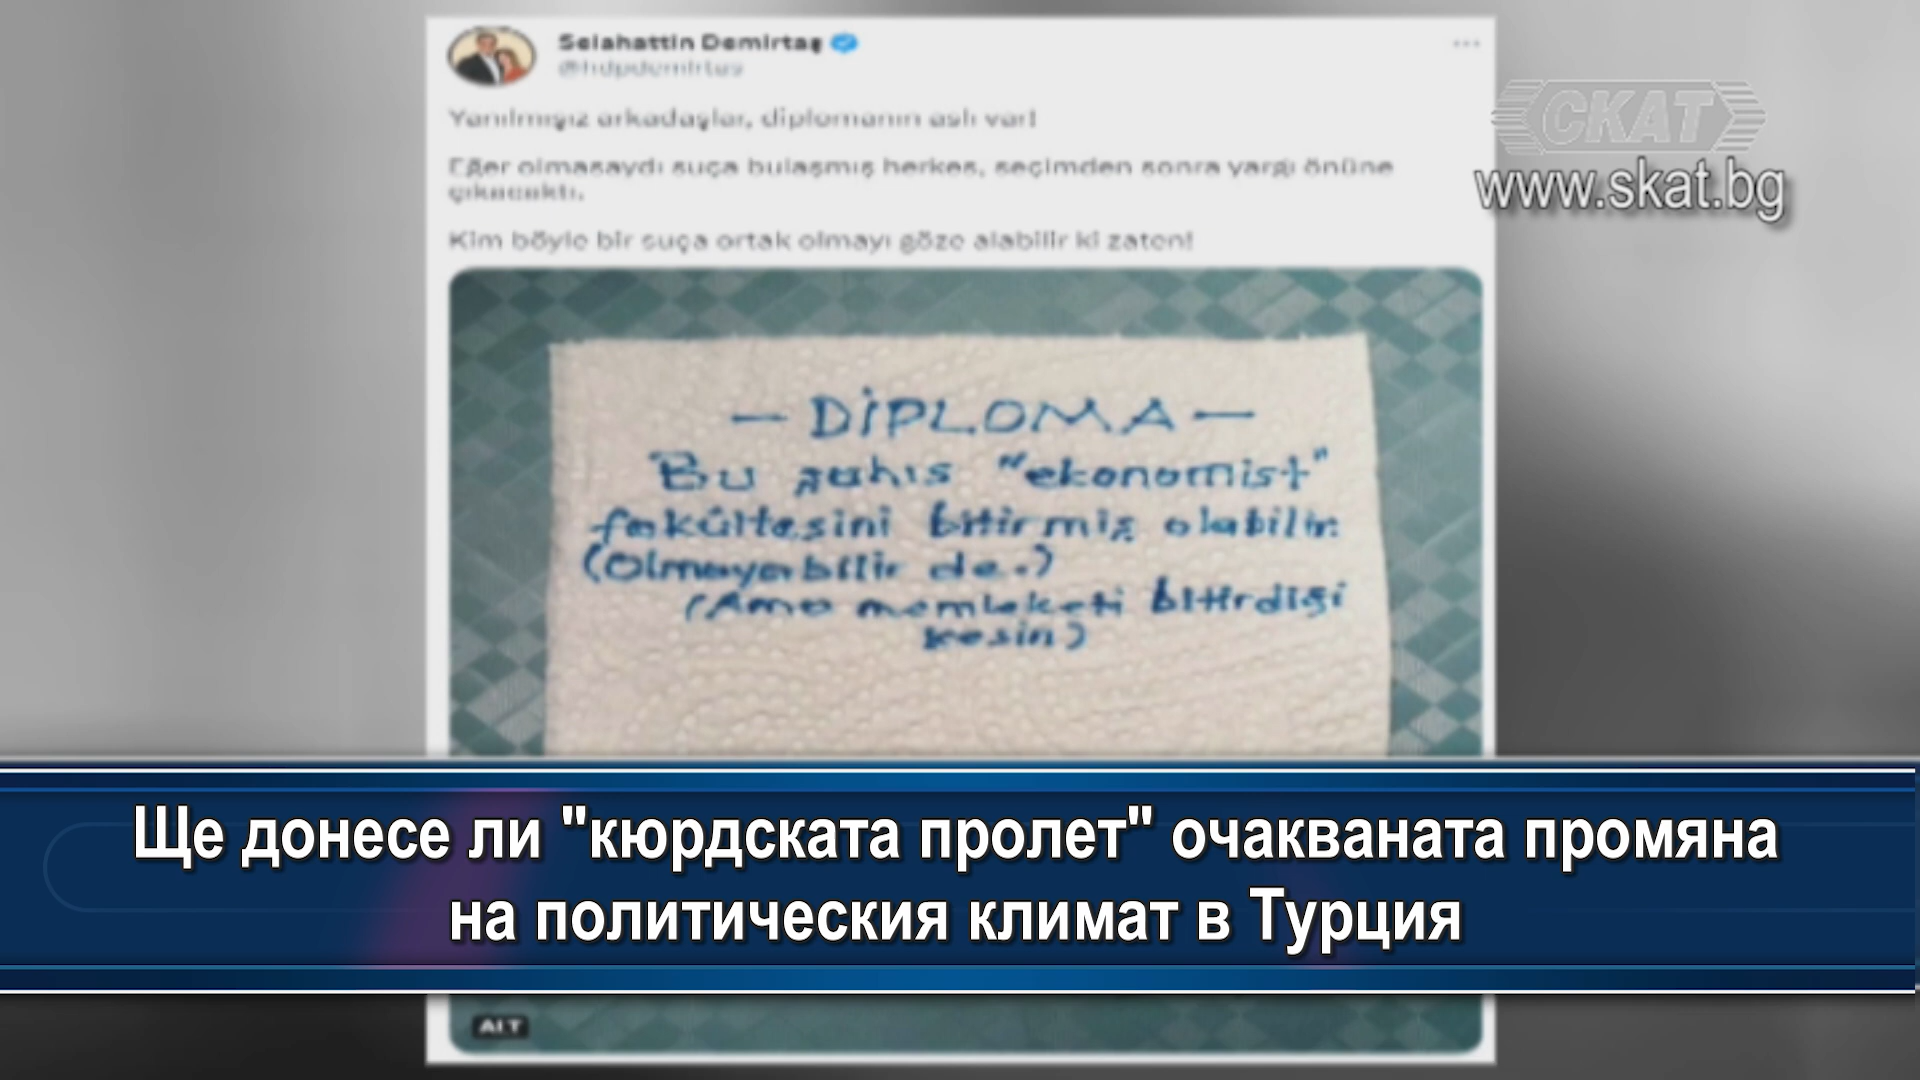 Selahattin Demirtaş
@hdpdemirtas
Yanılmışız arkadaşlar, diplomanın aslı var!
Eğer olmasaydı suça bulaşmış herkes, seçimden sonra yargı önüne
çıkacaktı.
Kim böyle bir suça ortak olmayı göze alabilir ki zaten!
СКАТ
www.skat.bg
— DİPLOMA —
Bu şahıs "ekonomist"
fakültesini bitirmiş olabilir.
(Olmayabilir de.)
(Ama memleketi bitirdiği
kesin)
Ще донесе ли "кюрдската пролет" очакваната промяна
на политическия климат в Турция
ALT